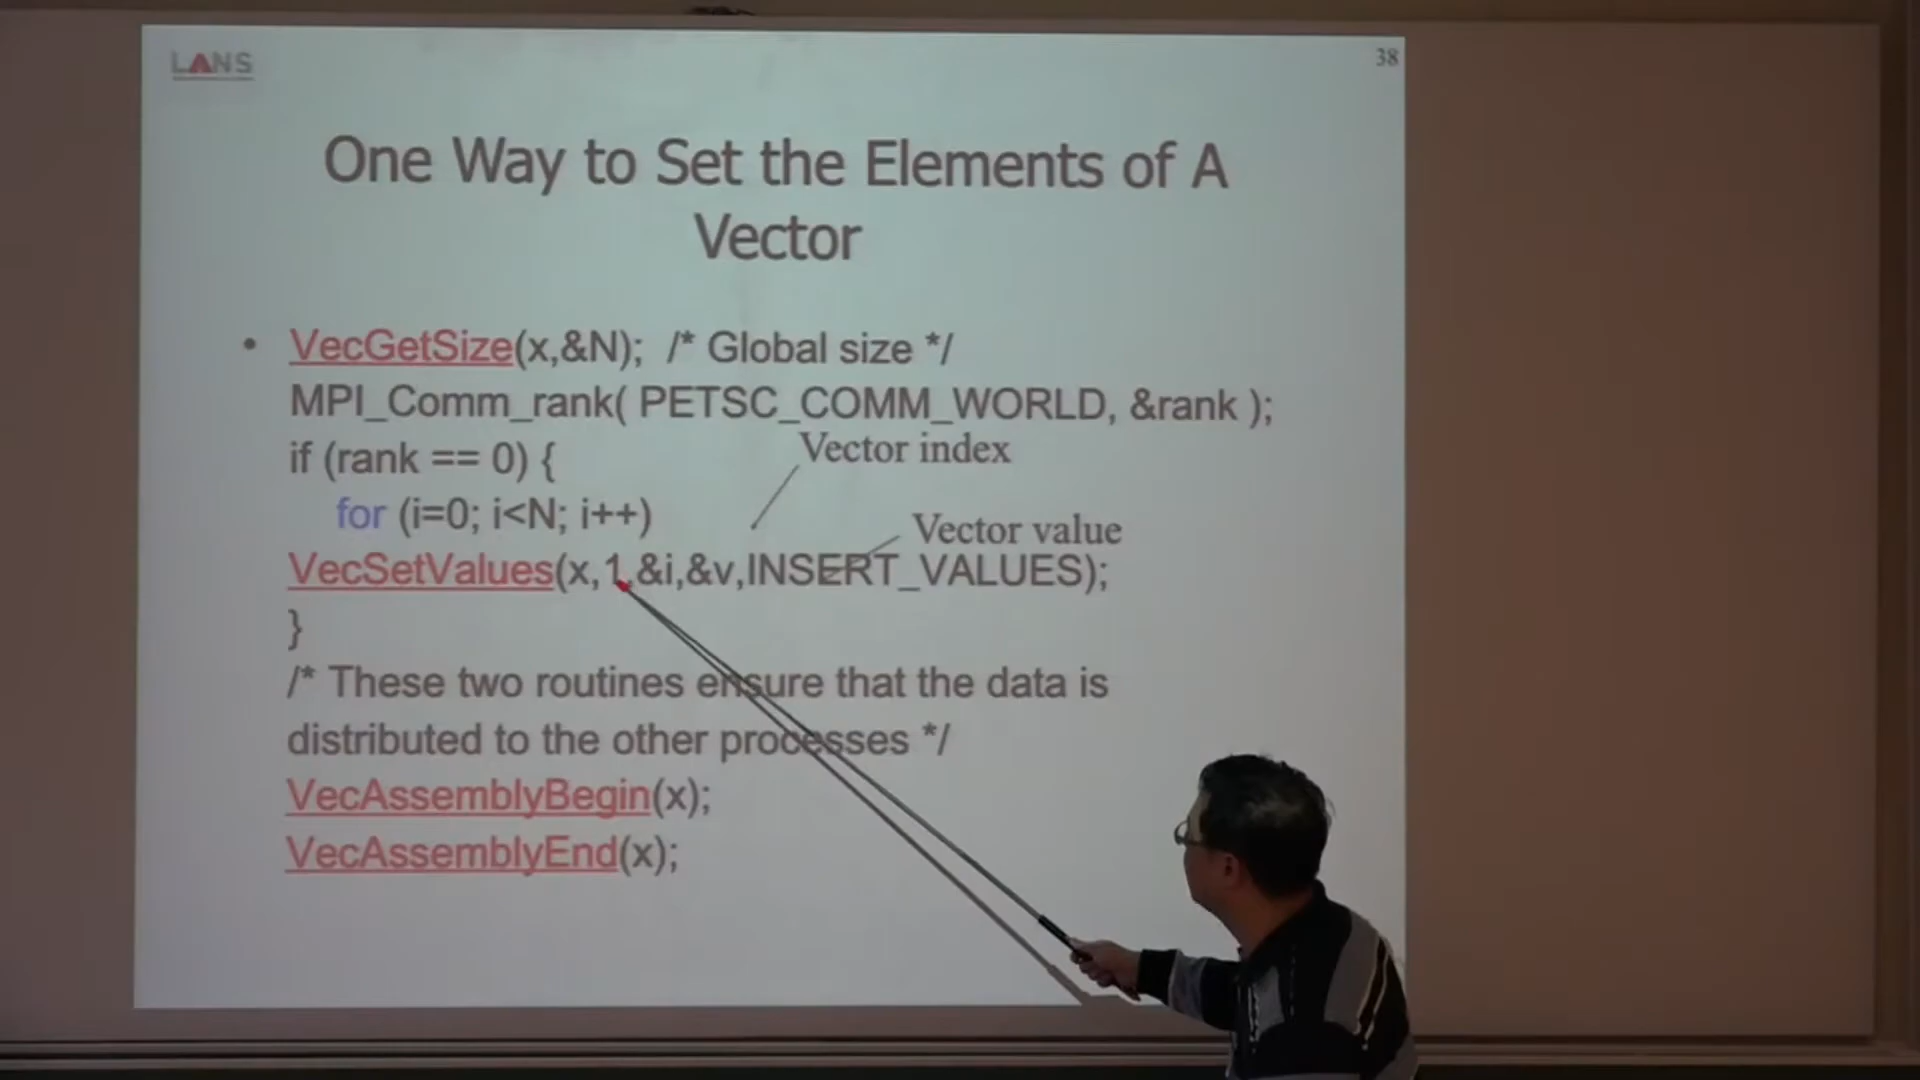 LANS
38
One Way to Set the Elements of A
Vector
• VecGetSize(x,&N); /* Global size */
MPI_Comm_rank( PETSC_COMM_WORLD, &rank );
if (rank == 0) {
Vector index
for (i=0; i<N; i++)
Vector value
VecSetValues(x,1,&i,&v,INSERT_VALUES);
}
/* These two routines ensure that the data is
distributed to the other processes */
VecAssemblyBegin(x);
VecAssemblyEnd(x);